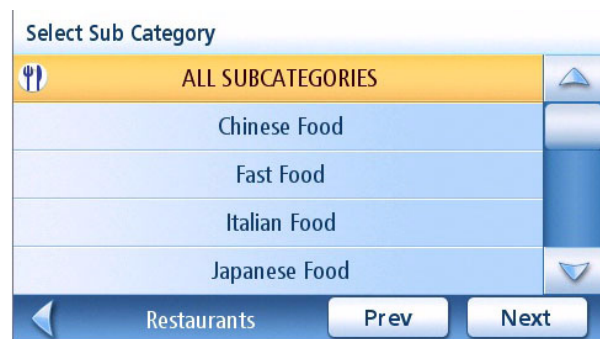 Select Sub Category
ALL SUBCATEGORIES
Chinese Food
Fast Food
Italian Food
Japanese Food
Restaurants Prev Next